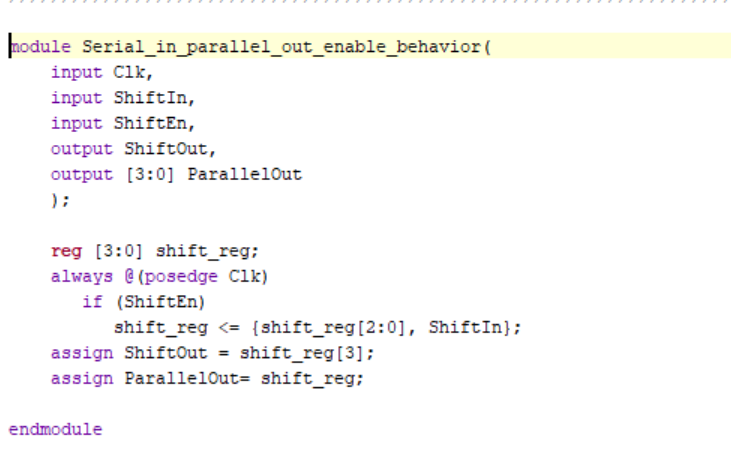 module Serial_in_parallel_out_enable_behavior(
    input Clk,
    input ShiftIn,
    input ShiftEn,
    output ShiftOut,
    output [3:0] ParallelOut
    );
    reg [3:0] shift_reg;
    always @(posedge Clk)
       if (ShiftEn)
          shift_reg <= {shift_reg[2:0], ShiftIn};
    assign ShiftOut = shift_reg[3];
    assign ParallelOut= shift_reg;
endmodule